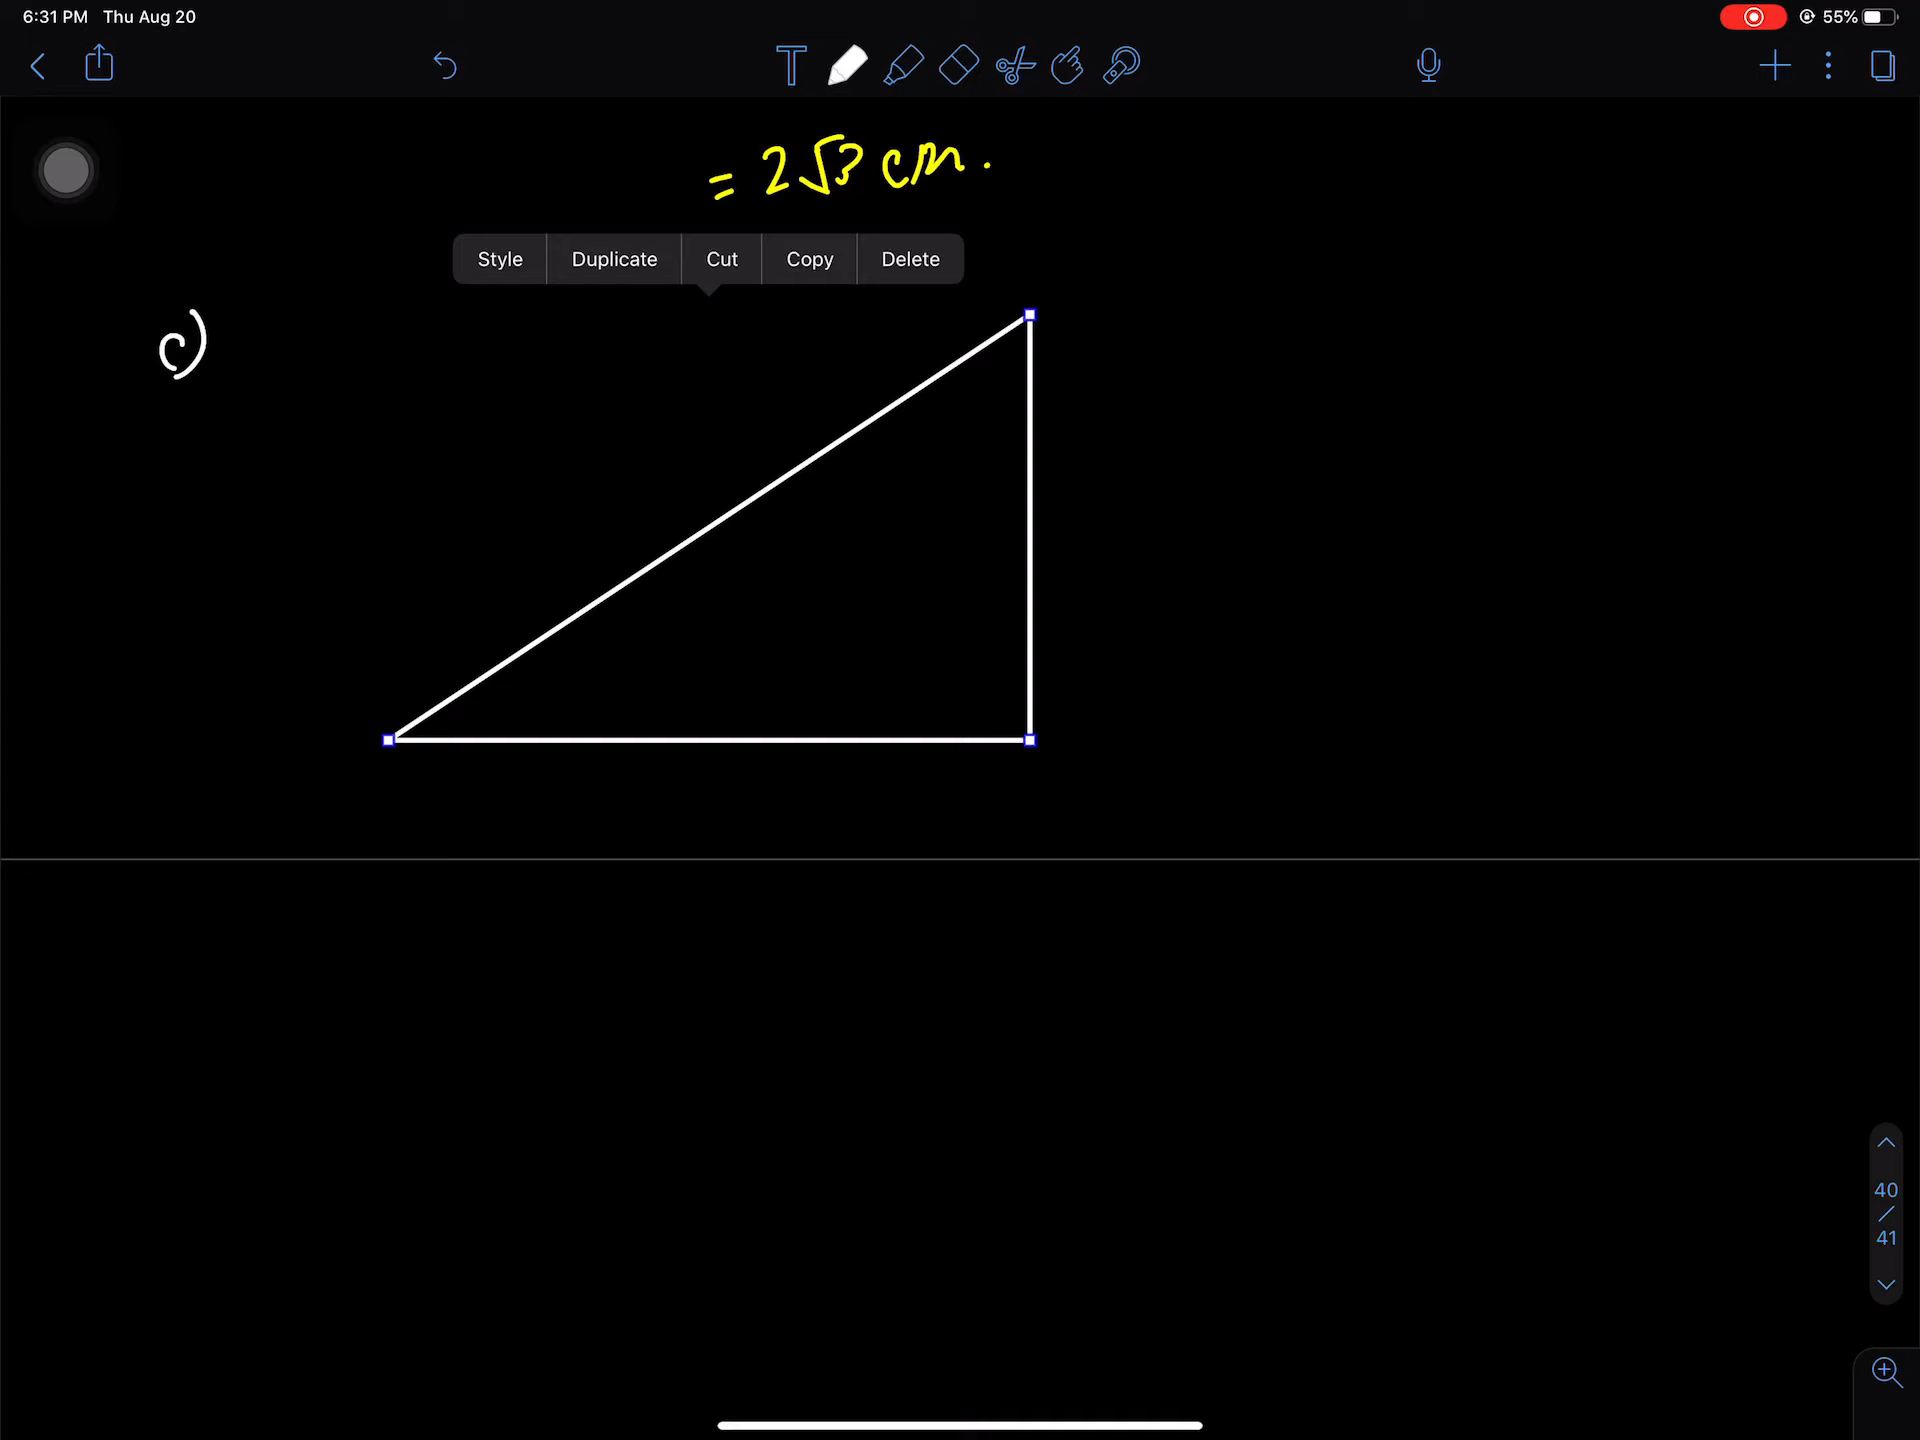 6:31 PM Thu Aug 20
55%
= 2√3 cm.
Style Duplicate Cut Copy Delete
c)
40
/
41